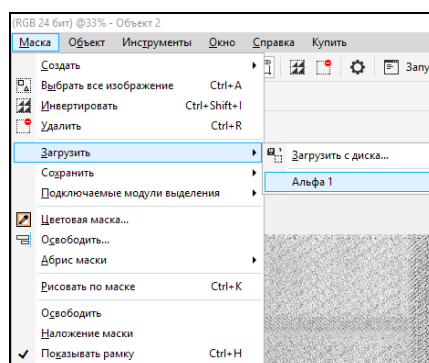 (RGB 24 бит) @33% - Объект 2
Маска Объект Инструменты Окно Справка Купить
Создать
Запу
Выбрать все изображение Ctrl+A
Инвертировать Ctrl+Shift+I
Удалить Ctrl+R
Загрузить
Загрузить с диска...
Сохранить
Альфа 1
Подключаемые модули выделения
Цветовая маска...
Освободить...
Абрис маски
Рисовать по маске Ctrl+K
Освободить
Наложение маски
Показывать рамку Ctrl+H